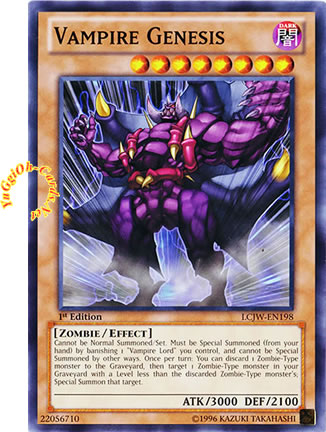 VAMPIRE GENESIS
DARK
闇
YuGgiOh-Cards.Net
1st Edition
LCJW-EN198
[ZOMBIE / EFFECT]
Cannot be Normal Summoned/Set. Must be Special Summoned (from your
hand) by banishing 1 "Vampire Lord" you control, and cannot be Special
Summoned by other ways. Once per turn: You can discard 1 Zombie-Type
monster to the Graveyard, then target 1 Zombie-Type monster in your
Graveyard with a Level less than the discarded Zombie-Type monster's;
Special Summon that target.
ATK/3000 DEF/2100
22056710
©1996 KAZUKI TAKAHASHI